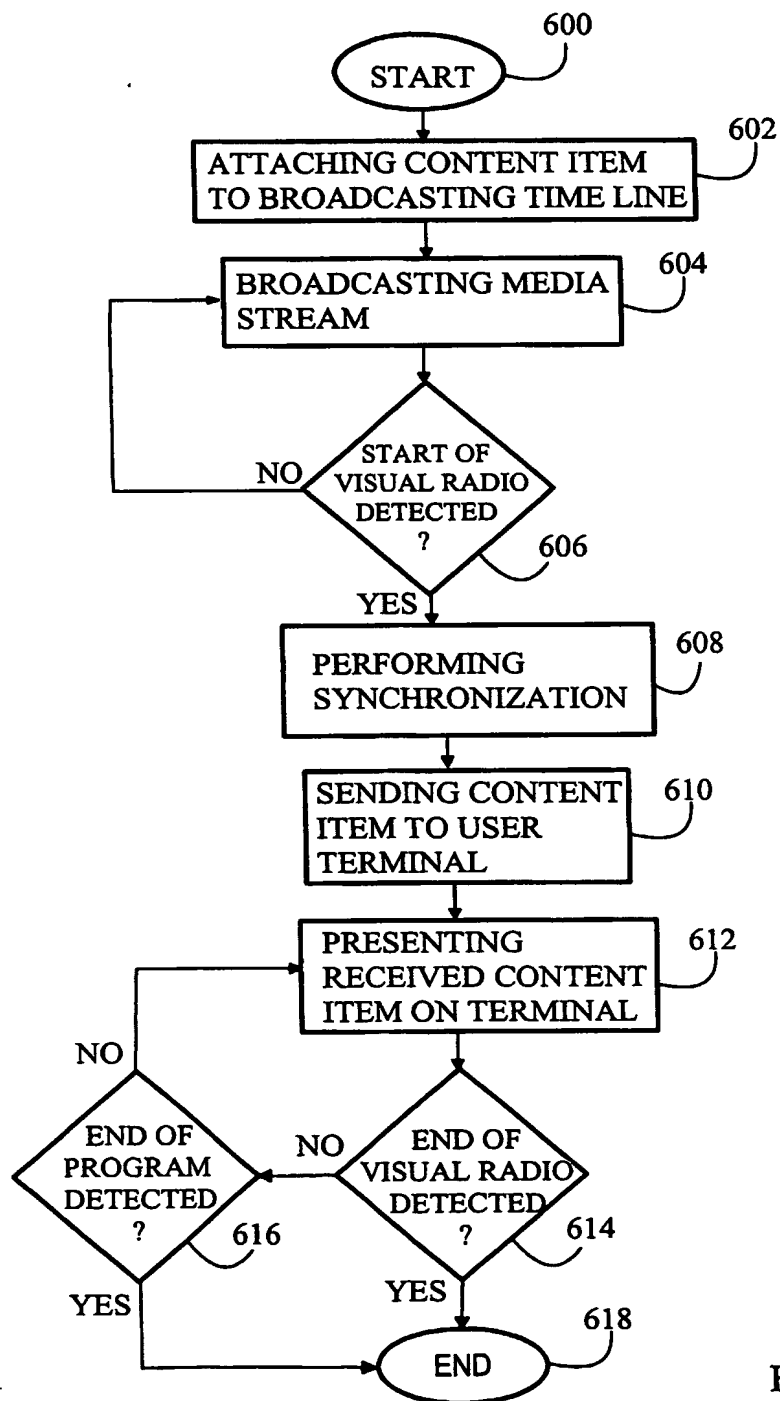 600
START
602
ATTACHING CONTENT ITEM
TO BROADCASTING TIME LINE
604
BROADCASTING MEDIA
STREAM
NO
START OF
VISUAL RADIO
DETECTED
?
606
YES
608
PERFORMING
SYNCHRONIZATION
610
SENDING CONTENT
ITEM TO USER
TERMINAL
612
PRESENTING
RECEIVED CONTENT
ITEM ON TERMINAL
NO
END OF
PROGRAM
DETECTED
?
616
NO
END OF
VISUAL RADIO
DETECTED
?
614
YES
YES
618
END